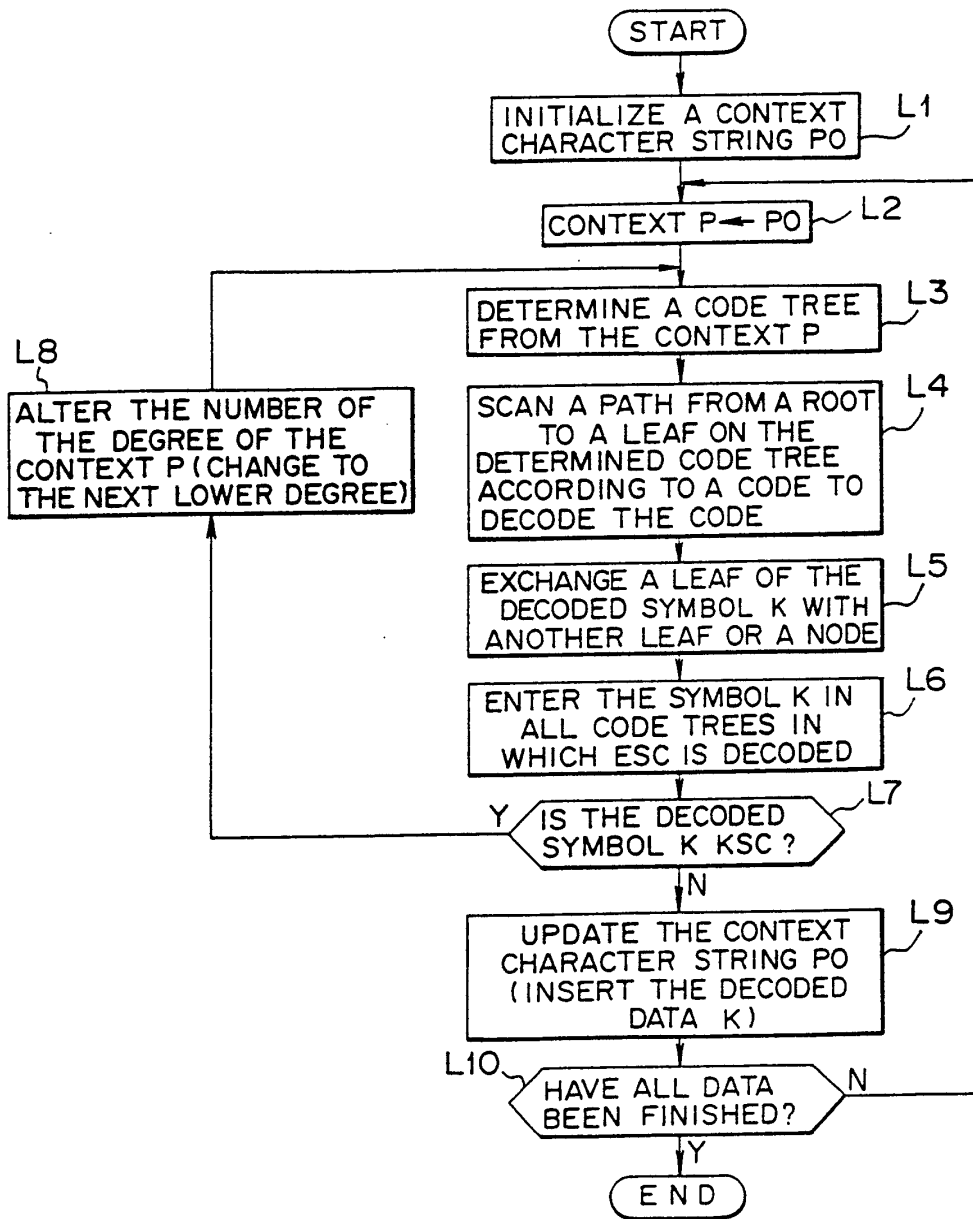 START
INITIALIZE A CONTEXT
CHARACTER STRING PO
L1
CONTEXT P ← PO
L2
DETERMINE A CODE TREE
FROM THE CONTEXT P
L3
L8
ALTER THE NUMBER OF
THE DEGREE OF THE
CONTEXT P (CHANGE TO
THE NEXT LOWER DEGREE)
SCAN A PATH FROM A ROOT
TO A LEAF ON THE
DETERMINED CODE TREE
ACCORDING TO A CODE TO
DECODE THE CODE
L4
EXCHANGE A LEAF OF THE
DECODED SYMBOL K WITH
ANOTHER LEAF OR A NODE
L5
ENTER THE SYMBOL K IN
ALL CODE TREES IN
WHICH ESC IS DECODED
L6
Y
IS THE DECODED
SYMBOL K KSC?
L7
N
UPDATE THE CONTEXT
CHARACTER STRING PO
(INSERT THE DECODED
DATA K)
L9
L10
HAVE ALL DATA
BEEN FINISHED?
N
Y
END